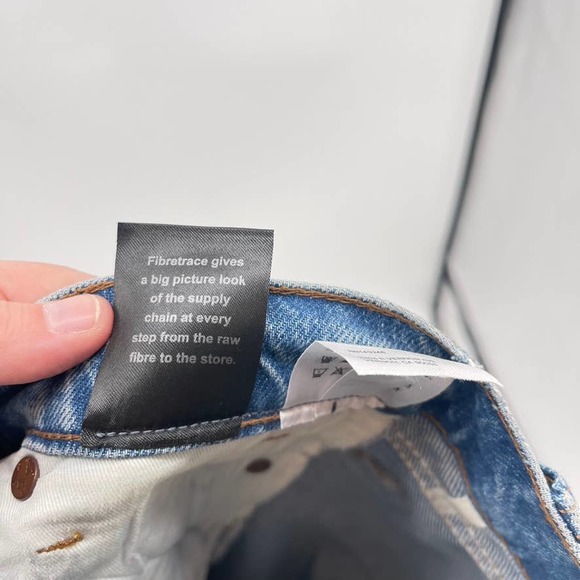 Fibretrace gives
a big picture look
of the supply
chain at every
step from the raw
fibre to the store.